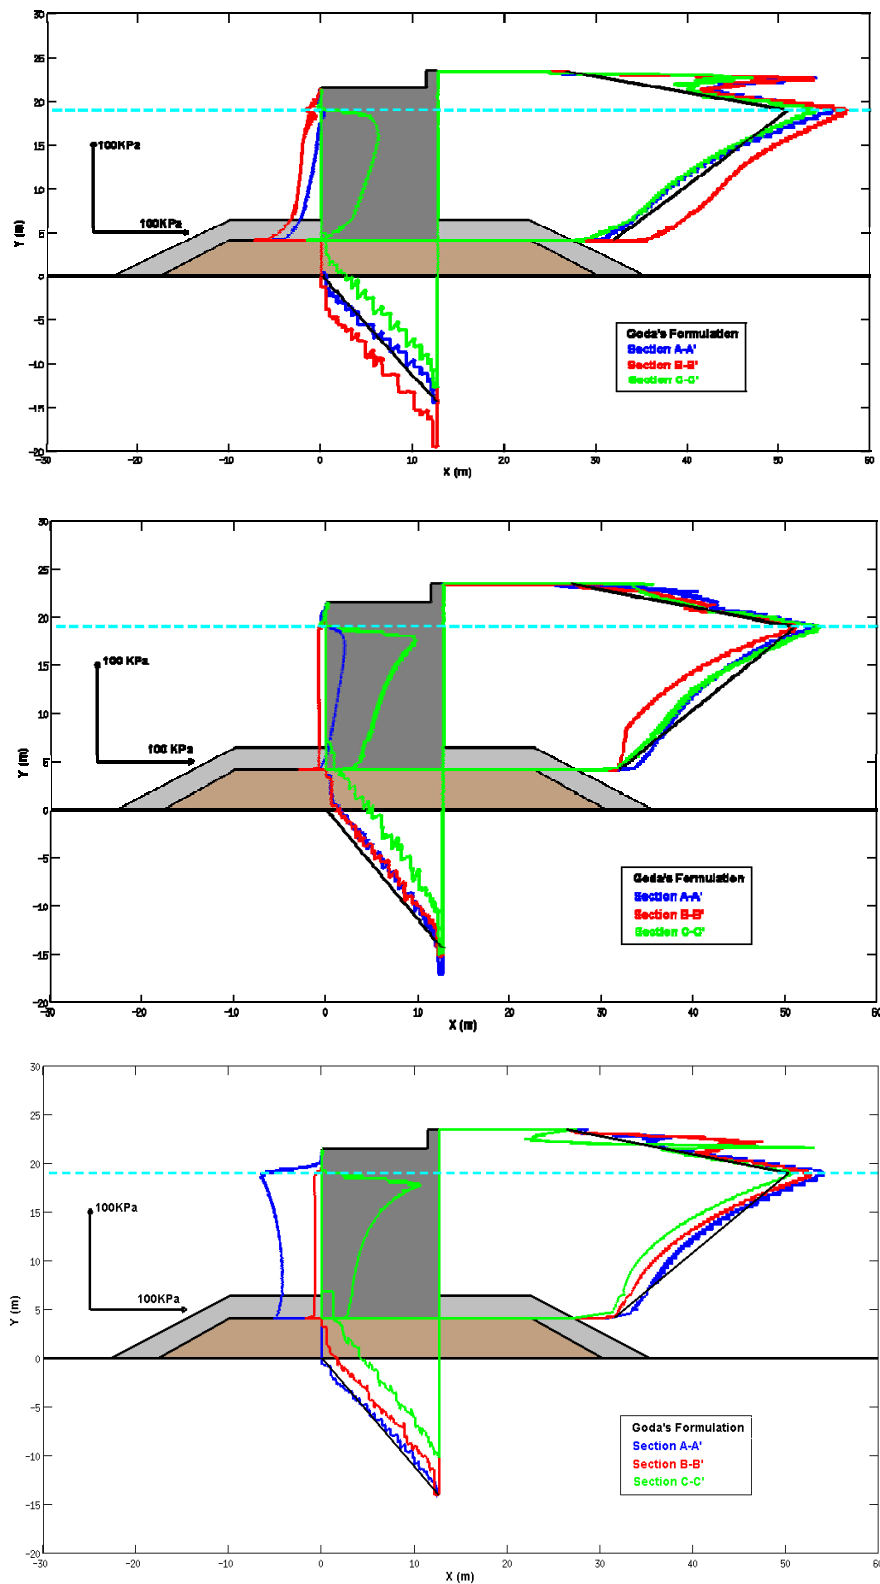 30
25
20
15
10
5
0
-5
-10
-15
-20
Y (m)
100KPa
100KPa
Goda's Formulation
Section A-A'
Section B-B'
Section C-C'
-30 -20 -10 0 10 20 30 40 50 60
X (m)
30
25
20
15
10
5
0
-5
-10
-15
-20
Y (m)
100 KPa
100 KPa
Goda's Formulation
Section A-A'
Section B-B'
Section C-C'
-30 -20 -10 0 10 20 30 40 50 60
X (m)
30
25
20
15
10
5
0
-5
-10
-15
-20
Y (m)
100KPa
100KPa
Goda's Formulation
Section A-A'
Section B-B'
Section C-C'
-30 -20 -10 0 10 20 30 40 50 60
X (m)